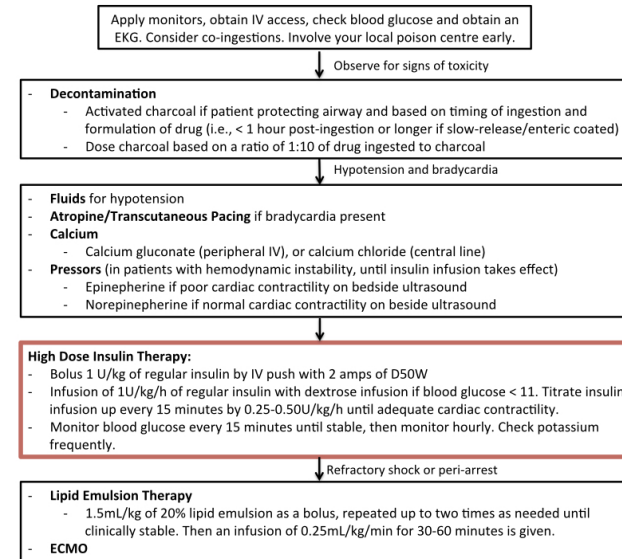 Apply monitors, obtain IV access, check blood glucose and obtain an
EKG. Consider co-ingestions. Involve your local poison centre early.
Observe for signs of toxicity
- Decontamination
- Activated charcoal if patient protecting airway and based on timing of ingestion and
formulation of drug (i.e., < 1 hour post-ingestion or longer if slow-release/enteric coated)
- Dose charcoal based on a ratio of 1:10 of drug ingested to charcoal
Hypotension and bradycardia
- Fluids for hypotension
- Atropine/Transcutaneous Pacing if bradycardia present
- Calcium
- Calcium gluconate (peripheral IV), or calcium chloride (central line)
- Pressors (in patients with hemodynamic instability, until insulin infusion takes effect)
- Epinepherine if poor cardiac contractility on bedside ultrasound
- Norepinepherine if normal cardiac contractility on beside ultrasound
High Dose Insulin Therapy:
- Bolus 1 U/kg of regular insulin by IV push with 2 amps of D50W
- Infusion of 1U/kg/h of regular insulin with dextrose infusion if blood glucose < 11. Titrate insulin
infusion up every 15 minutes by 0.25-0.50U/kg/h until adequate cardiac contractility.
- Monitor blood glucose every 15 minutes until stable, then monitor hourly. Check potassium
frequently.
Refractory shock or peri-arrest
- Lipid Emulsion Therapy
- 1.5mL/kg of 20% lipid emulsion as a bolus, repeated up to two times as needed until
clinically stable. Then an infusion of 0.25mL/kg/min for 30-60 minutes is given.
- ECMO